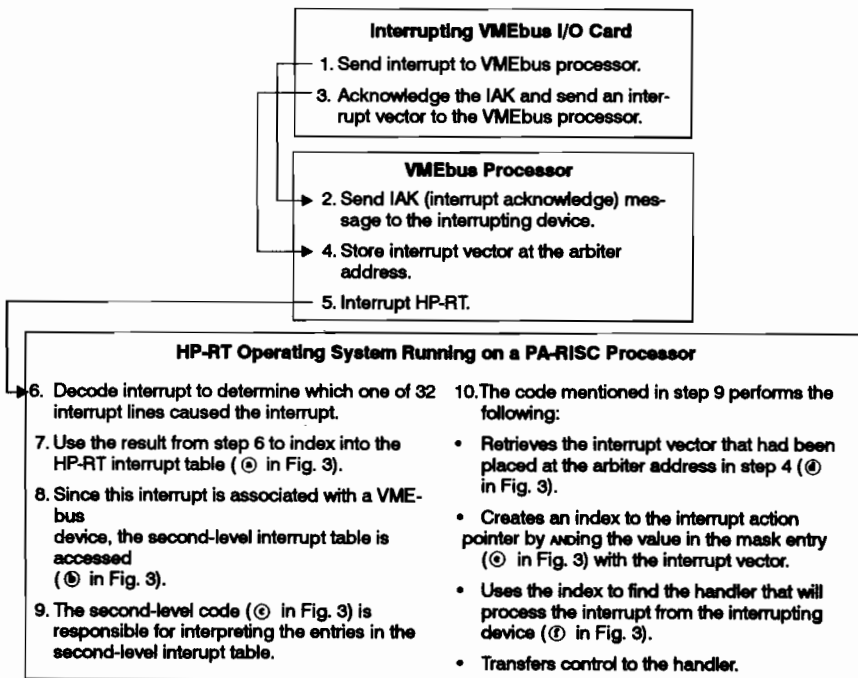 Interrupting VMEbus I/O Card
1. Send interrupt to VMEbus processor.
3. Acknowledge the IAK and send an inter-
rupt vector to the VMEbus processor.
VMEbus Processor
2. Send IAK (interrupt acknowledge) mes-
sage to the interrupting device.
4. Store interrupt vector at the arbiter
address.
5. Interrupt HP-RT.
HP-RT Operating System Running on a PA-RISC Processor
6. Decode interrupt to determine which one of 32
interrupt lines caused the interrupt.
7. Use the result from step 6 to index into the
HP-RT interrupt table (ⓐ in Fig. 3).
8. Since this interrupt is associated with a VME-
bus
device, the second-level interrupt table is
accessed
(ⓑ in Fig. 3).
9. The second-level code (ⓒ in Fig. 3) is
responsible for interpreting the entries in the
second-level interupt table.
10.The code mentioned in step 9 performs the
following:
• Retrieves the interrupt vector that had been
placed at the arbiter address in step 4 (ⓓ
in Fig. 3).
• Creates an index to the interrupt action
pointer by ANDing the value in the mask entry
(ⓔ in Fig. 3) with the interrupt vector.
• Uses the index to find the handler that will
process the interrupt from the interrupting
device (ⓕ in Fig. 3).
• Transfers control to the handler.